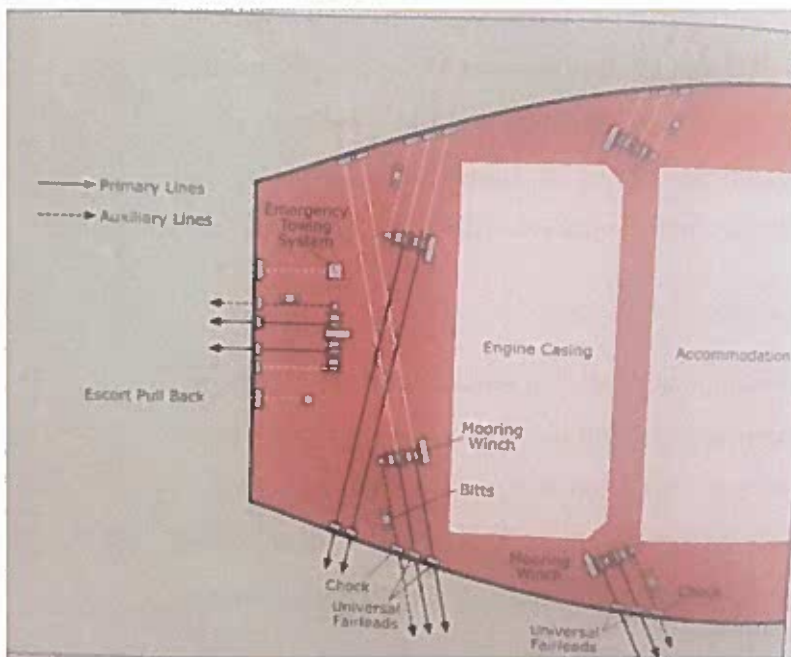 Primary Lines
Auxiliary Lines
Emergency
Towing
System
Engine Casing
Accommodation
Escort Pull Back
Mooring
Winch
Bitts
Chock
Universal
Fairleads
Mooring
Winch
Chock
Universal
Fairleads